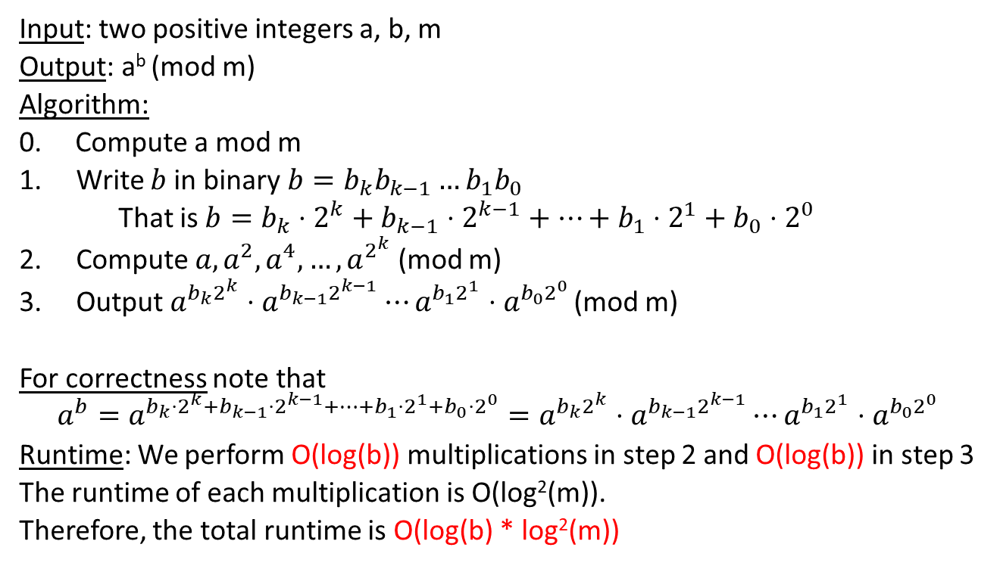 Input: two positive integers a, b, m
Output: aᵇ (mod m)
Algorithm:
0. Compute a mod m
1. Write $b$ in binary $b = b_k b_{k-1} \ldots b_1 b_0$
That is $b = b_k \cdot 2^k + b_{k-1} \cdot 2^{k-1} + \cdots + b_1 \cdot 2^1 + b_0 \cdot 2^0$
2. Compute $a, a^2, a^4, \ldots, a^{2^k}$ (mod m)
3. Output $a^{b_k 2^k} \cdot a^{b_{k-1} 2^{k-1}} \cdots a^{b_1 2^1} \cdot a^{b_0 2^0}$ (mod m)
For correctness note that
$a^b = a^{b_k \cdot 2^k + b_{k-1} \cdot 2^{k-1} + \cdots + b_1 \cdot 2^1 + b_0 \cdot 2^0} = a^{b_k 2^k} \cdot a^{b_{k-1} 2^{k-1}} \cdots a^{b_1 2^1} \cdot a^{b_0 2^0}$
Runtime: We perform O(log(b)) multiplications in step 2 and O(log(b)) in step 3
The runtime of each multiplication is O(log²(m)).
Therefore, the total runtime is O(log(b) * log²(m))